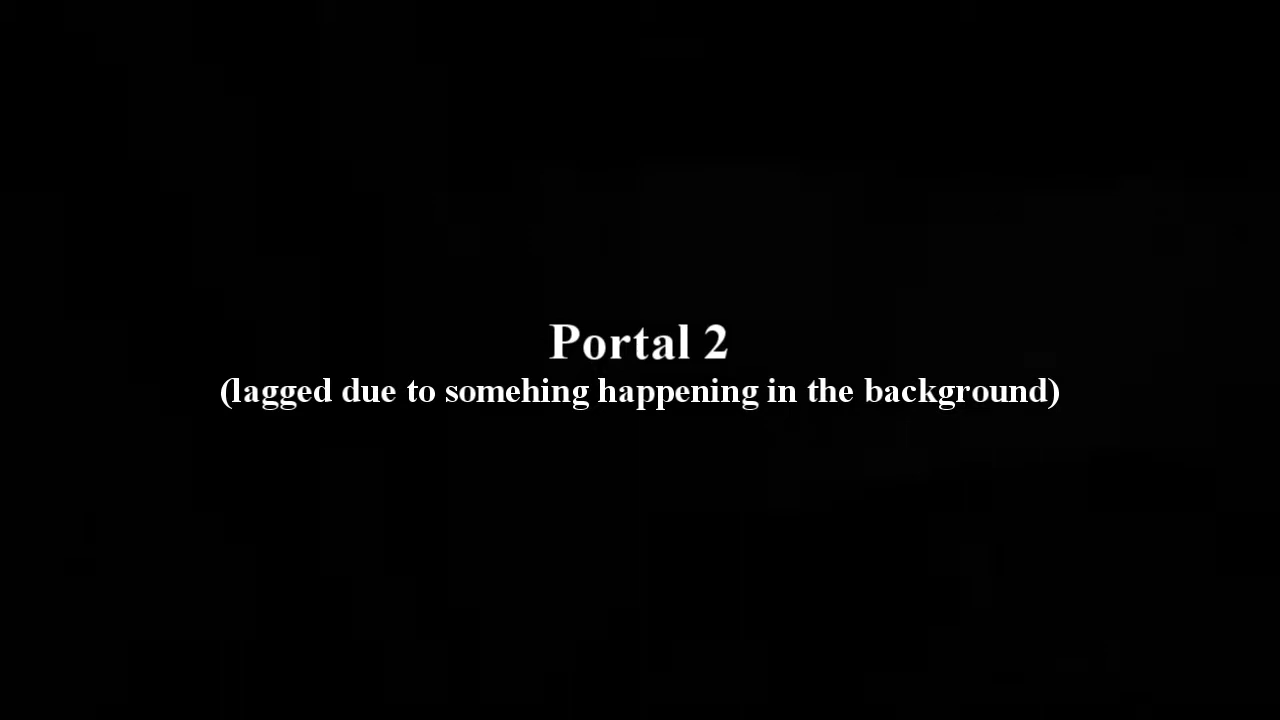 Portal 2
(lagged due to somehing happening in the background)